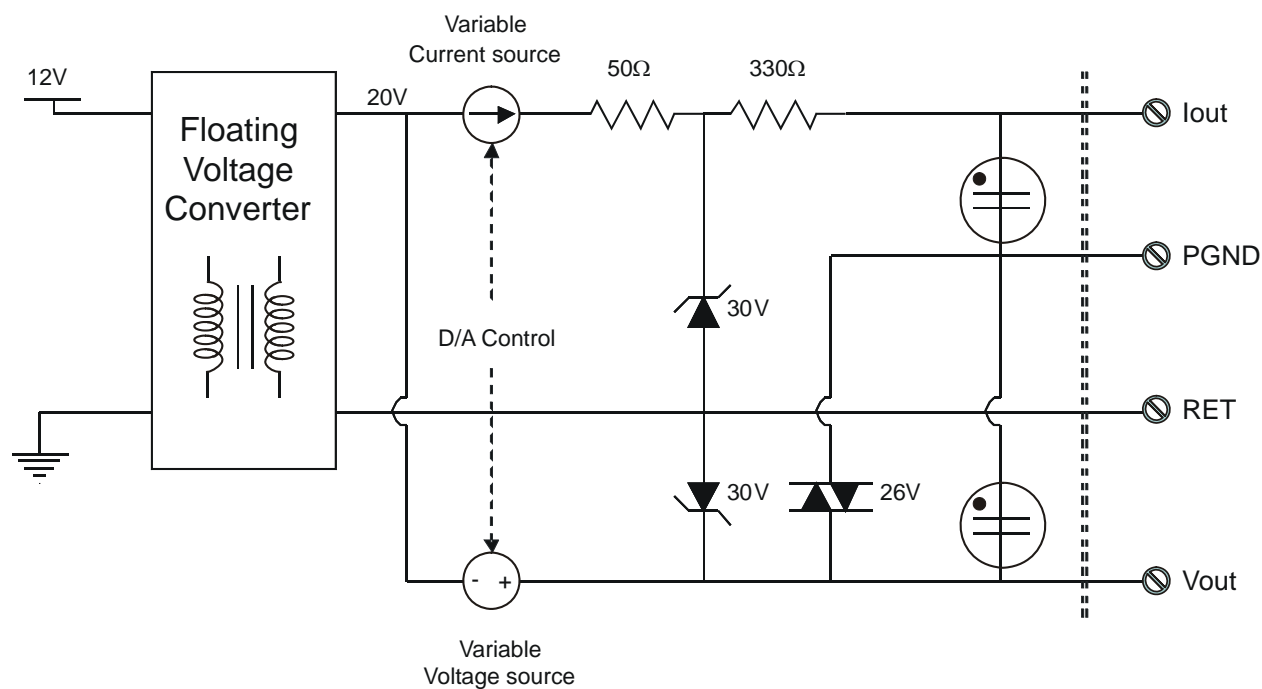 Variable
Current source
12V
20V
50Ω
330Ω
Iout
Floating
Voltage
Converter
PGND
30V
D/A Control
RET
30V
26V
- +
Vout
Variable
Voltage source